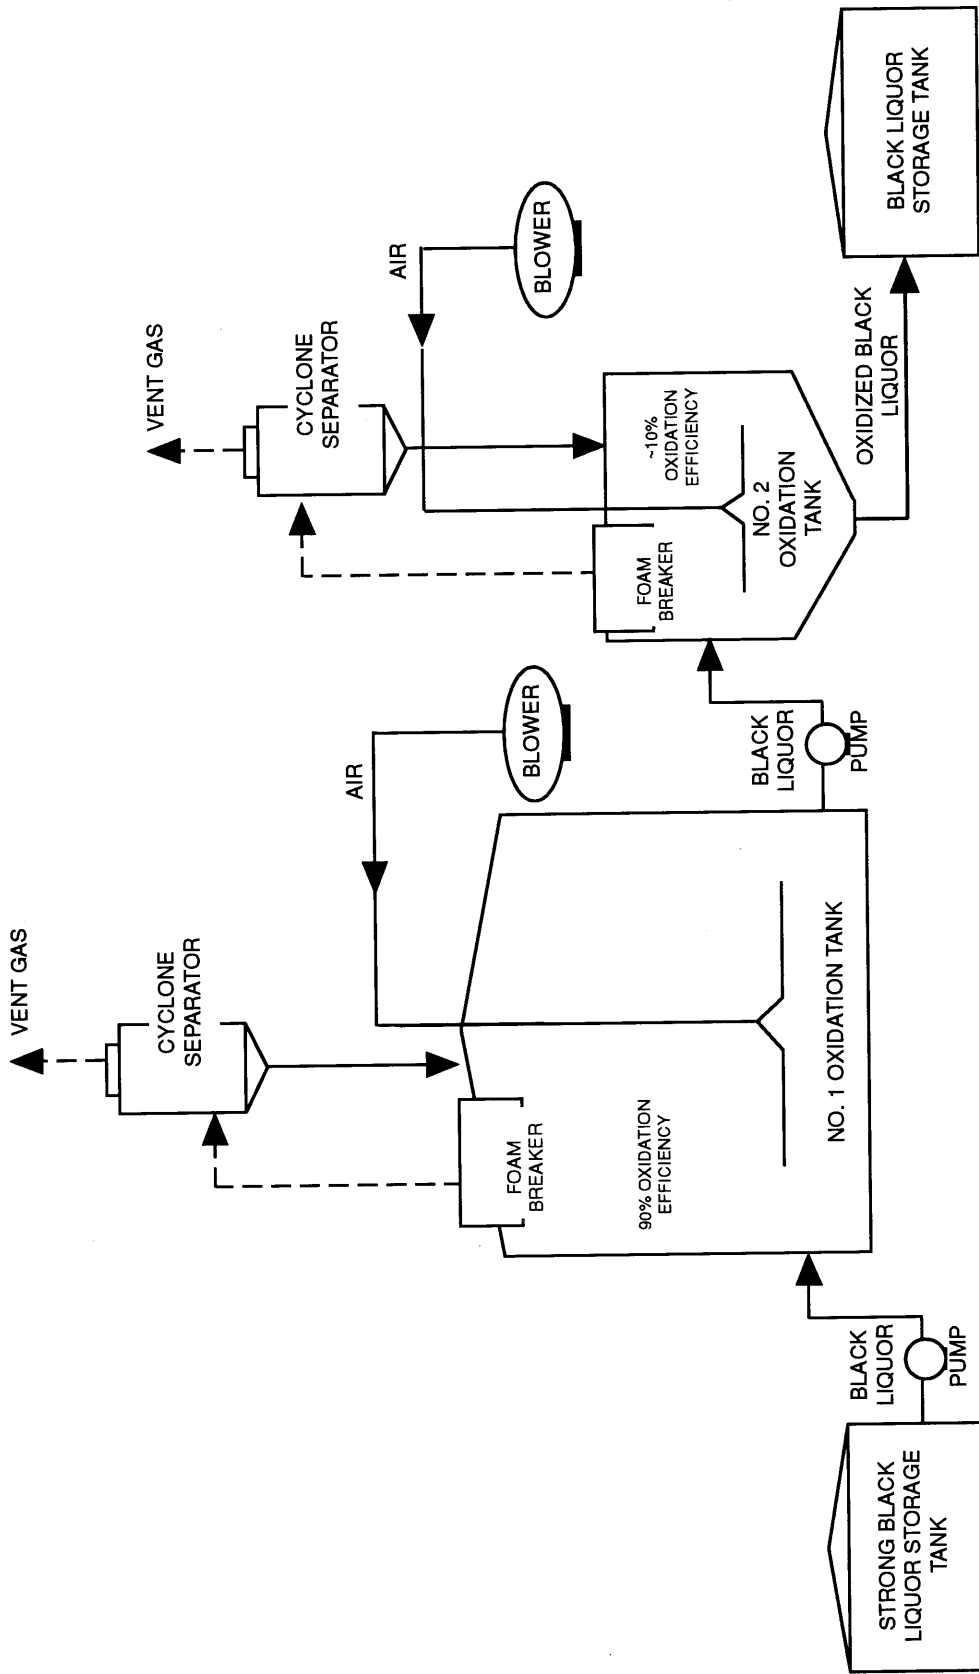 STRONG BLACK
LIQUOR STORAGE
TANK
BLACK
LIQUOR
PUMP
VENT GAS
CYCLONE
SEPARATOR
AIR
BLOWER
FOAM
BREAKER
90% OXIDATION
EFFICIENCY
NO. 1 OXIDATION TANK
BLACK
LIQUOR
PUMP
VENT GAS
CYCLONE
SEPARATOR
AIR
BLOWER
FOAM
BREAKER
~10%
OXIDATION
EFFICIENCY
NO. 2
OXIDATION
TANK
OXIDIZED BLACK
LIQUOR
BLACK LIQUOR
STORAGE TANK